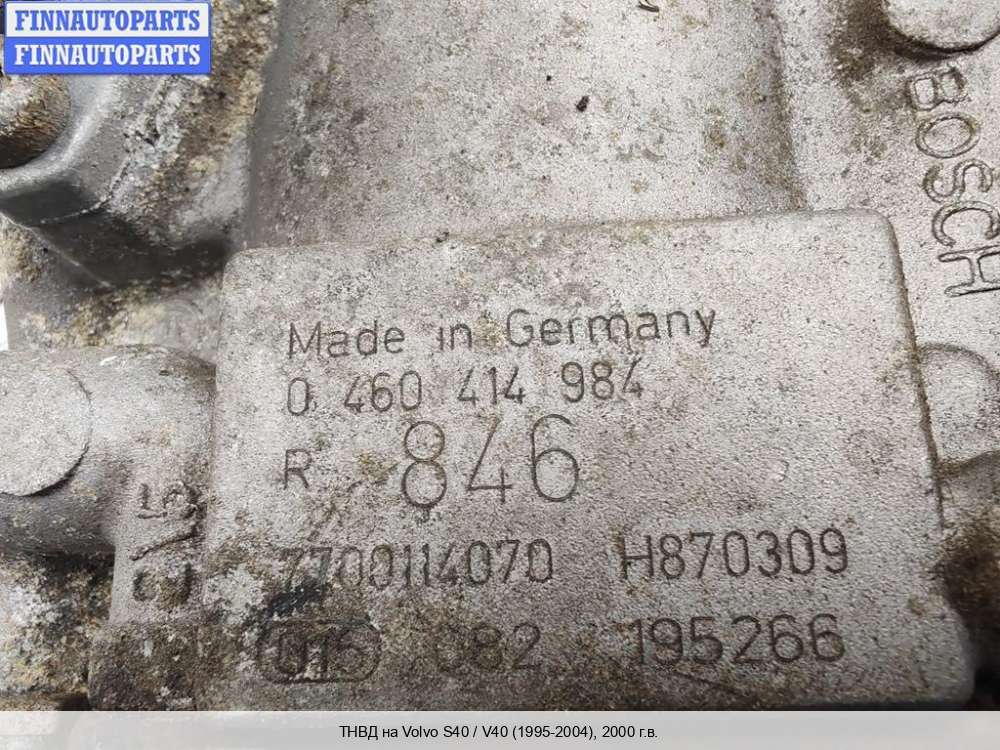 FINNAUTOPARTS
FINNAUTOPARTS
BOSCH
Made in Germany
0 460 414 984
R 846
7700114070 H870309
016 082 195266
ТНВД на Volvo S40 / V40 (1995-2004), 2000 г.в.